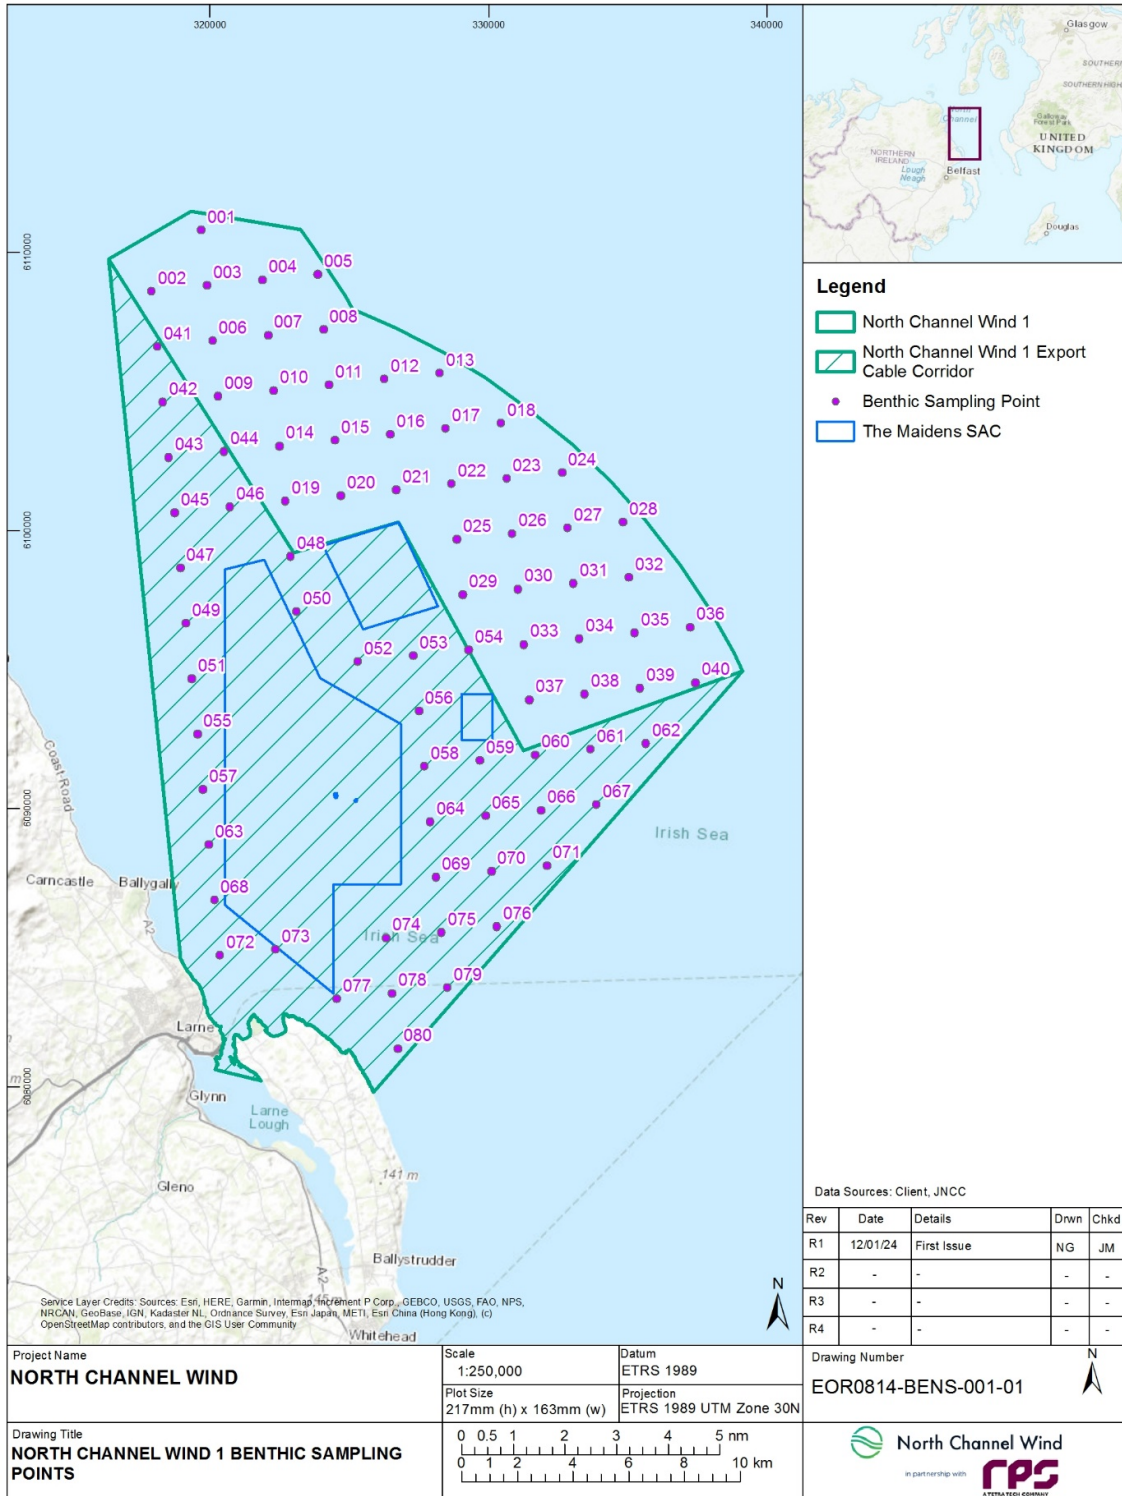 320000
330000
340000
6110000
6100000
6090000
6080000
001
002
003
004
005
041
006
007
008
042
009
010
011
012
013
043
044
014
015
016
017
018
045
046
019
020
021
022
023
024
047
048
025
026
027
028
049
050
029
030
031
032
051
052
053
054
033
034
035
036
055
056
037
038
039
040
057
058
059
060
061
062
063
064
065
066
067
068
069
070
071
072
073
074
075
076
077
078
079
080
Irish Sea
Irish Sea
Coast Road
Carncastle
Ballygally
A2
Larne
Glynn
Larne
Lough
Gleno
141 m
Ballystrudder
A2
Whitehead
N
Service Layer Credits: Sources: Esri, HERE, Garmin, Intermap, increment P Corp., GEBCO, USGS, FAO, NPS,
NRCAN, GeoBase, IGN, Kadaster NL, Ordnance Survey, Esri Japan, METI, Esri China (Hong Kong), (c)
OpenStreetMap contributors, and the GIS User Community
Glasgow
SOUTHERN
SOUTHERN HIGH
North
Channel
Galloway
Forest Park
UNITED
KINGDOM
NORTHERN
IRELAND
Lough
Neagh
Belfast
Douglas
Legend
North Channel Wind 1
North Channel Wind 1 Export
Cable Corridor
Benthic Sampling Point
The Maidens SAC
Data Sources: Client, JNCC
Rev Date Details Drwn Chkd
R1 12/01/24 First Issue NG JM
R2 - - - -
R3 - - - -
R4 - - - -
Project Name
NORTH CHANNEL WIND
Scale
1:250,000
Datum
ETRS 1989
Plot Size
217mm (h) x 163mm (w)
Projection
ETRS 1989 UTM Zone 30N
Drawing Number
EOR0814-BENS-001-01
N
Drawing Title
NORTH CHANNEL WIND 1 BENTHIC SAMPLING
POINTS
0 0.5 1 2 3 4 5 nm
0 1 2 4 6 8 10 km
North Channel Wind
in partnership with
rps
A TETRA TECH COMPANY